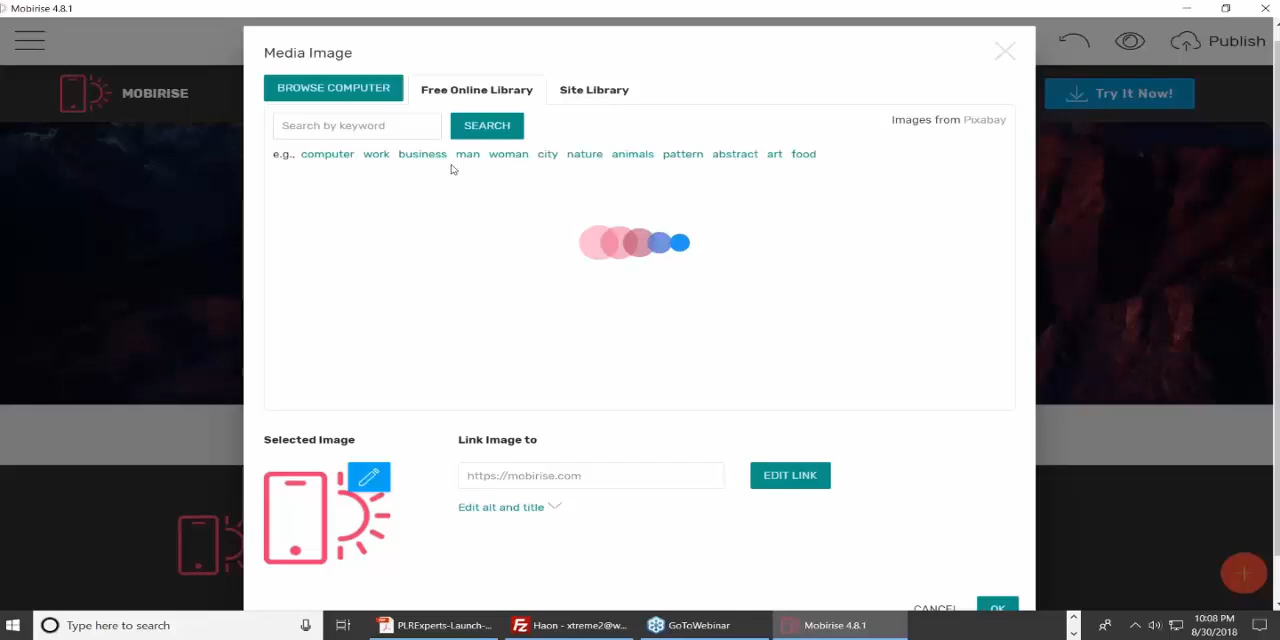 Mobirise 4.8.1
Publish
MOBIRISE
Try It Now!
Media Image
BROWSE COMPUTER
Free Online Library
Site Library
Search by keyword
SEARCH
Images from Pixabay
e.g., computer work business man woman city nature animals pattern abstract art food
Selected Image
Link Image to
https://mobirise.com
EDIT LINK
Edit alt and title
CANCEL
OK
Type here to search
PLRExperts-Launch-...
Haon - xtreme2@w...
GoToWebinar
Mobirise 4.8.1
10:08 PM
8/30/2018